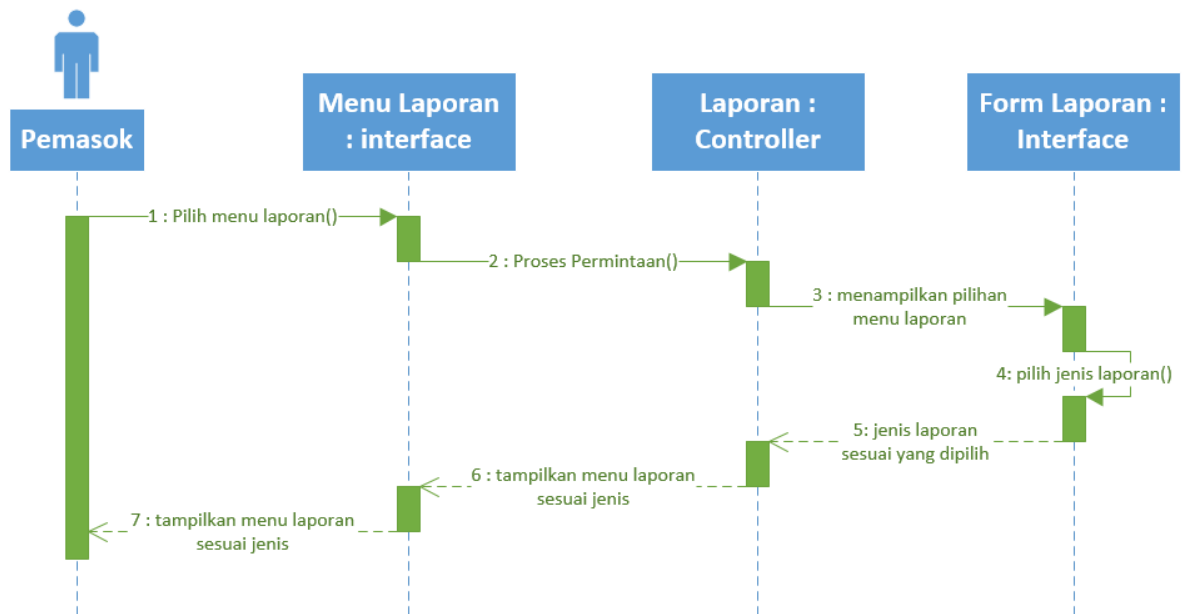 Pemasok
Menu Laporan
: interface
Laporan :
Controller
Form Laporan :
Interface
1 : Pilih menu laporan()
2 : Proses Permintaan()
3 : menampilkan pilihan
menu laporan
4: pilih jenis laporan()
5: jenis laporan
sesuai yang dipilih
6 : tampilkan menu laporan
sesuai jenis
7 : tampilkan menu laporan
sesuai jenis